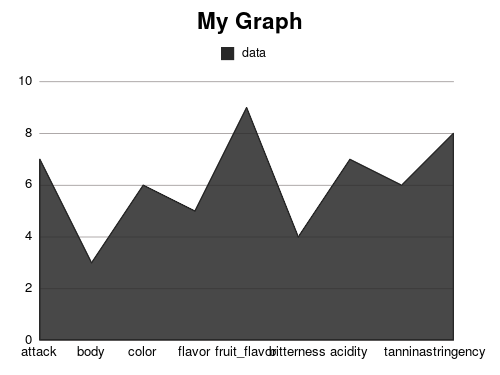 My Graph
data
10
8
6
4
2
0
attack body color flavor fruit_flavor bitterness acidity tannin astringency